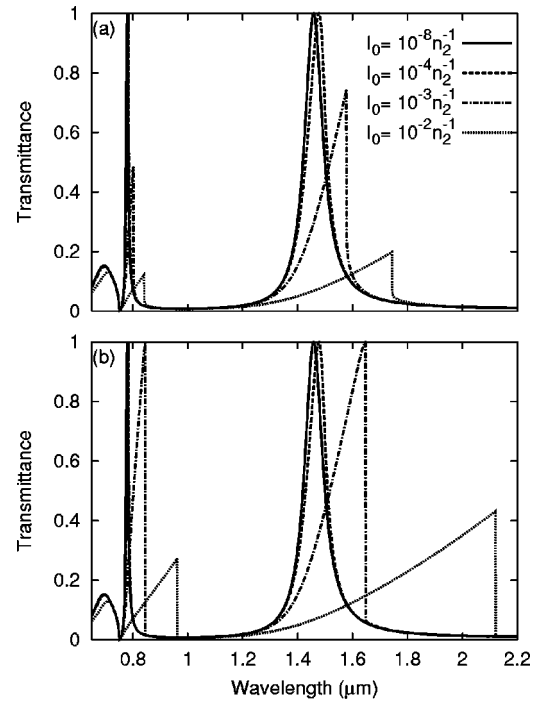 (a)
I₀= 10⁻⁸n₂⁻¹
I₀= 10⁻⁴n₂⁻¹
I₀= 10⁻³n₂⁻¹
I₀= 10⁻²n₂⁻¹
Transmittance
1
0.8
0.6
0.4
0.2
0
(b)
Transmittance
1
0.8
0.6
0.4
0.2
0
0.8 1 1.2 1.4 1.6 1.8 2 2.2
Wavelength (μm)